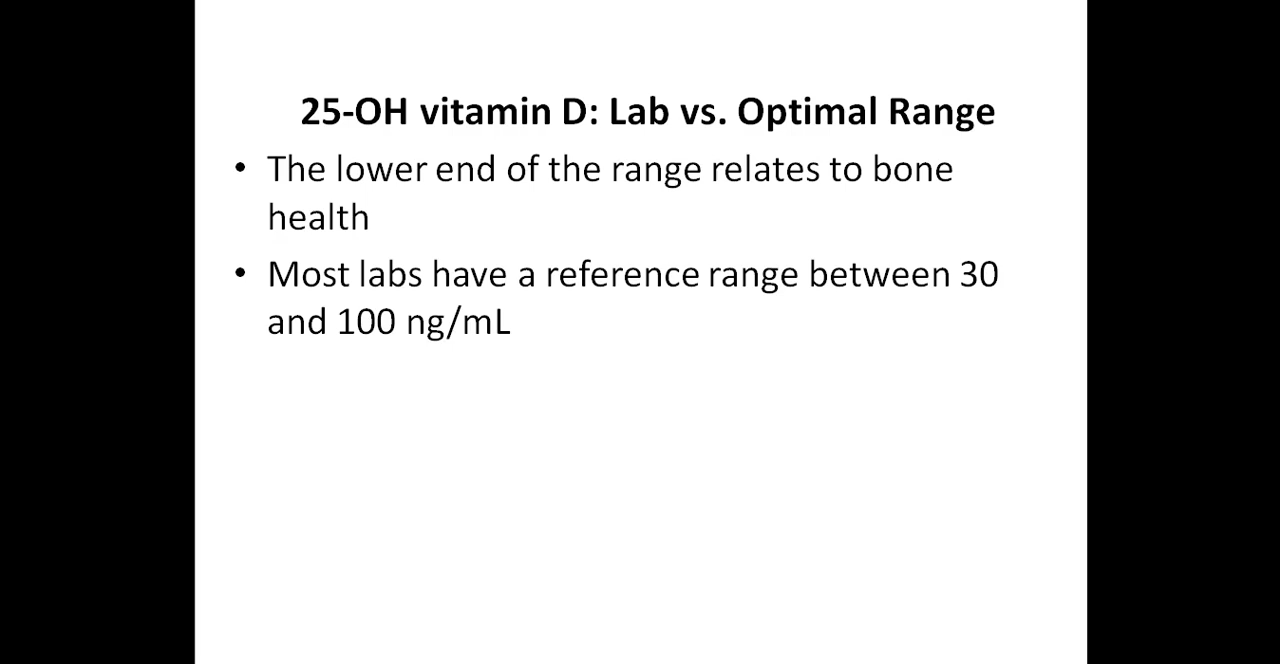 25-OH vitamin D: Lab vs. Optimal Range
• The lower end of the range relates to bone
health
• Most labs have a reference range between 30
and 100 ng/mL